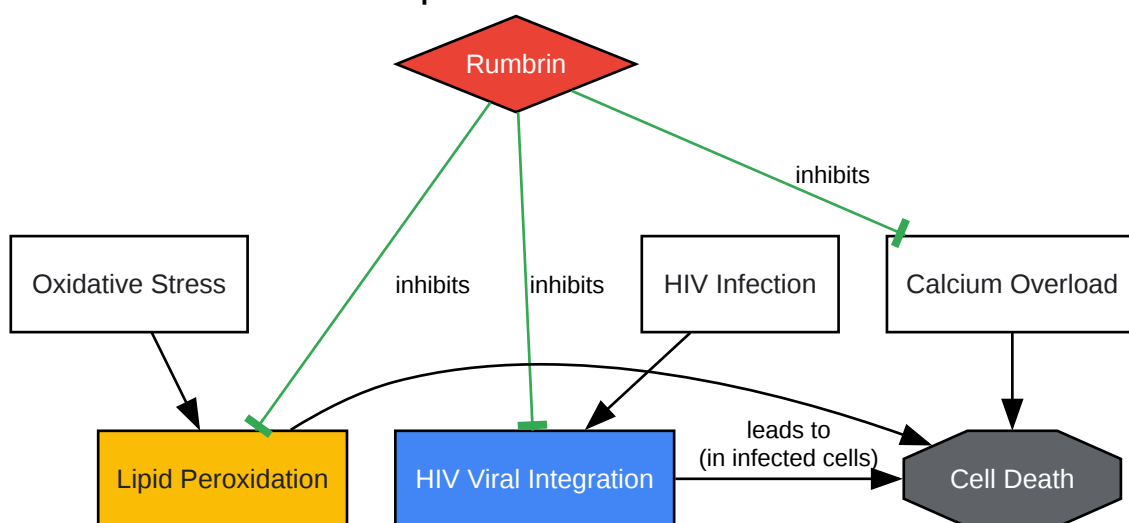 Rumbrin
inhibits
Oxidative Stress
inhibits
inhibits
HIV Infection
Calcium Overload
leads to
(in infected cells)
Lipid Peroxidation
HIV Viral Integration
Cell Death